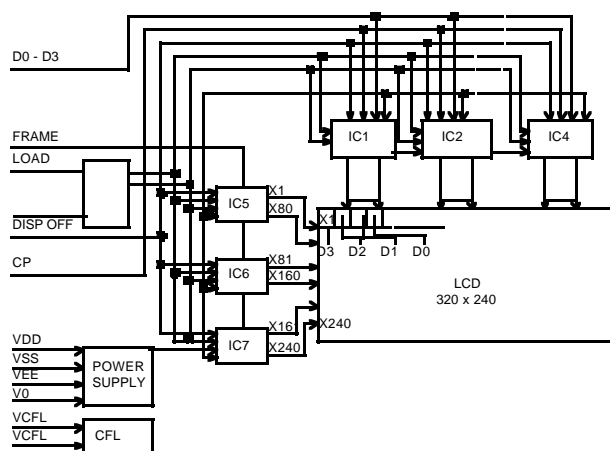 D0 - D3
FRAME
LOAD
DISP OFF
CP
VDD
VSS
VEE
V0
VCFL
VCFL
POWER
SUPPLY
CFL
IC1
IC2
IC4
IC5
X1
X80
IC6
X81
X160
IC7
X161
X240
X1
D3
D2
D1
D0
LCD
320 x 240
X240